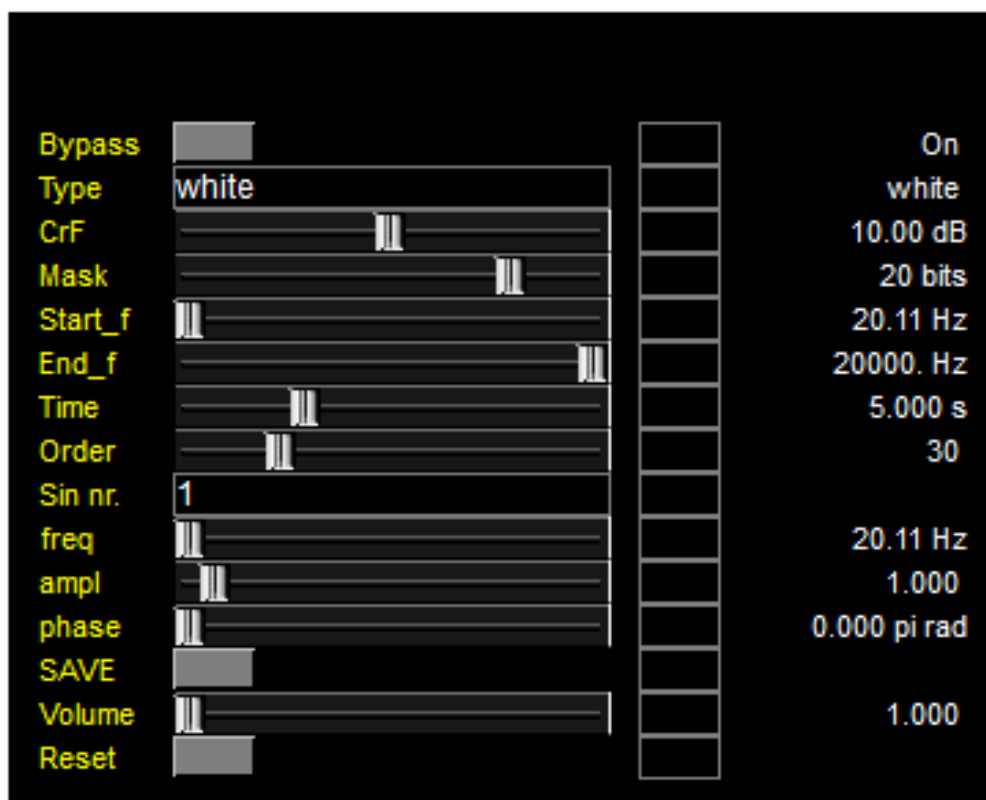 Bypass On
Type white white
CrF 10.00 dB
Mask 20 bits
Start_f 20.11 Hz
End_f 20000. Hz
Time 5.000 s
Order 30
Sin nr. 1
freq 20.11 Hz
ampl 1.000
phase 0.000 pi rad
SAVE
Volume 1.000
Reset